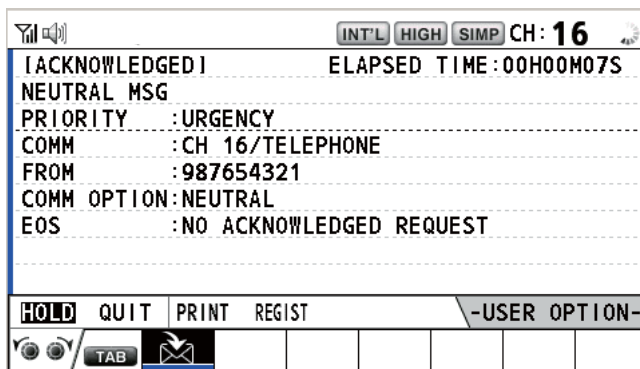 INT'L HIGH SIMP CH: 16
[ACKNOWLEDGED] ELAPSED TIME:00H00M07S
NEUTRAL MSG
PRIORITY :URGENCY
COMM :CH 16/TELEPHONE
FROM :987654321
COMM OPTION:NEUTRAL
EOS :NO ACKNOWLEDGED REQUEST
HOLD QUIT PRINT REGIST -USER OPTION-
TAB